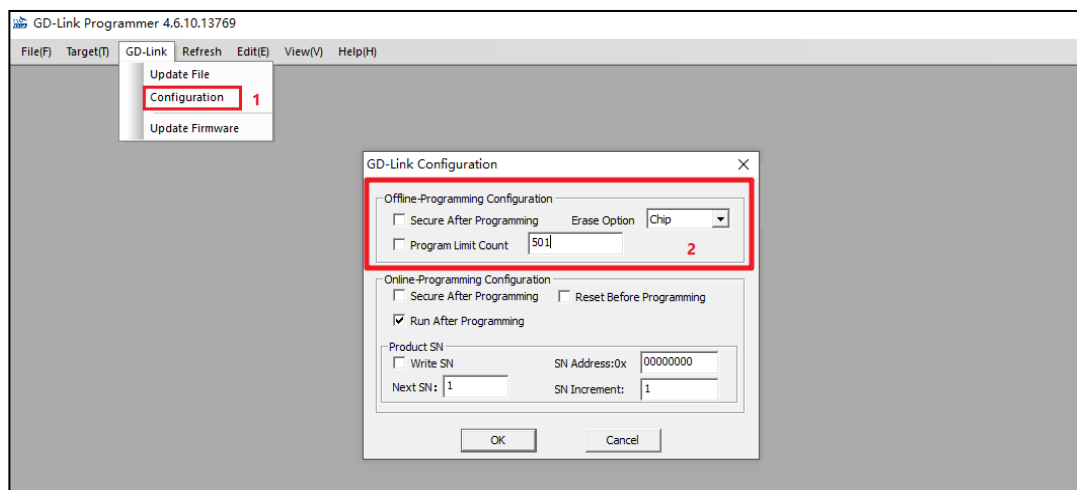 GD-Link Programmer 4.6.10.13769
File(F) Target(T) GD-Link Refresh Edit(E) View(V) Help(H)
Update File
Configuration 1
Update Firmware
GD-Link Configuration
Offline-Programming Configuration
Secure After Programming Erase Option Chip
Program Limit Count 501
2
Online-Programming Configuration
Secure After Programming Reset Before Programming
Run After Programming
Product SN
Write SN SN Address:0x 00000000
Next SN: 1 SN Increment: 1
OK Cancel